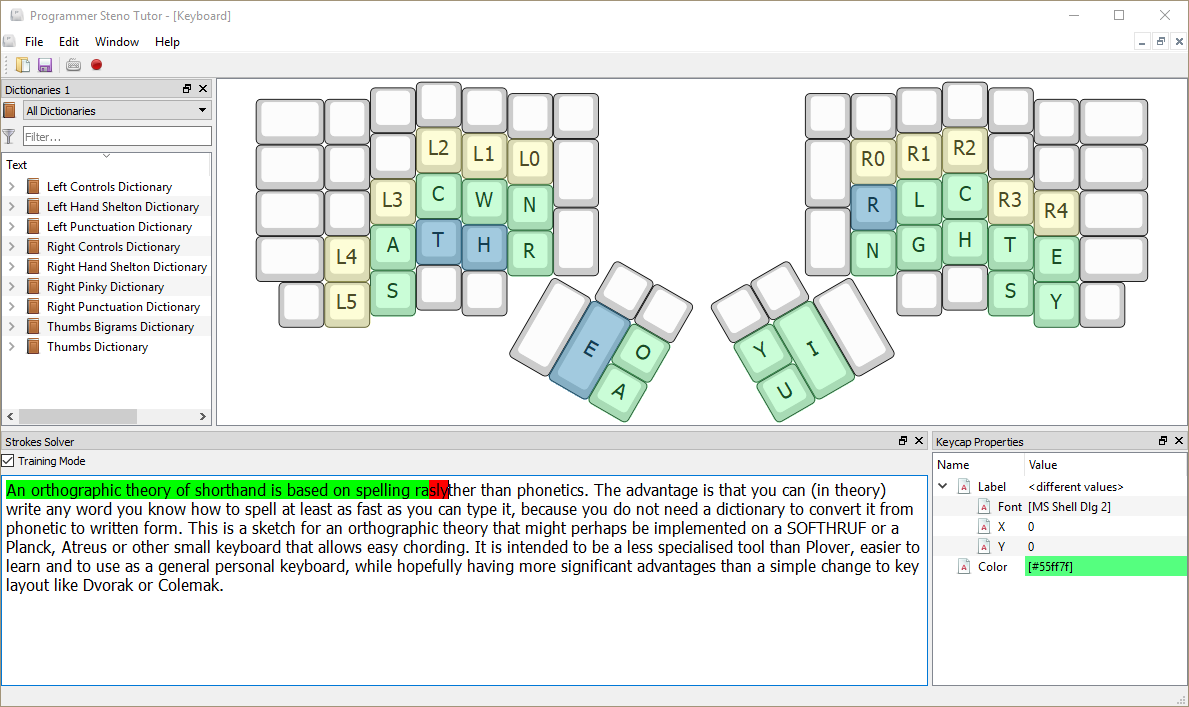 Programmer Steno Tutor - [Keyboard]
File Edit Window Help
Dictionaries 1
All Dictionaries
Filter...
Text
Left Controls Dictionary
Left Hand Shelton Dictionary
Left Punctuation Dictionary
Right Controls Dictionary
Right Hand Shelton Dictionary
Right Pinky Dictionary
Right Punctuation Dictionary
Thumbs Bigrams Dictionary
Thumbs Dictionary
L2 L1 L0
L3 C W N
L4 A T H R
L5 S
E O
A
R0 R1 R2
R L C R3 R4
N G H T E
S Y
Y I
U
Strokes Solver
Training Mode
An orthographic theory of shorthand is based on spelling raslyther than phonetics. The advantage is that you can (in theory)
write any word you know how to spell at least as fast as you can type it, because you do not need a dictionary to convert it from
phonetic to written form. This is a sketch for an orthographic theory that might perhaps be implemented on a SOFTHRUF or a
Planck, Atreus or other small keyboard that allows easy chording. It is intended to be a less specialised tool than Plover, easier to
learn and to use as a general personal keyboard, while hopefully having more significant advantages than a simple change to key
layout like Dvorak or Colemak.
Keycap Properties
Name Value
Label <different values>
Font [MS Shell Dlg 2]
X 0
Y 0
Color [#55ff7f]